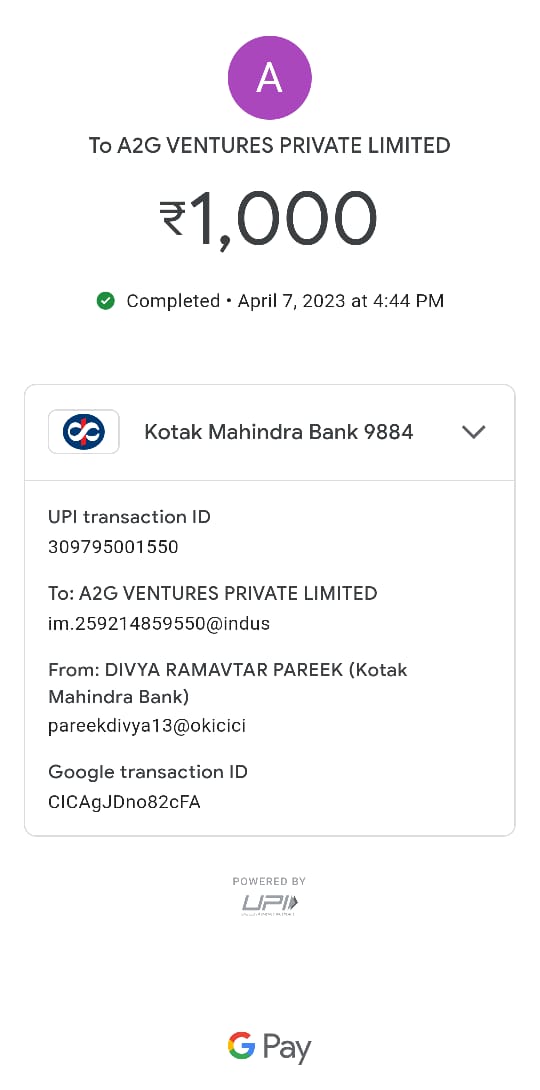 A
To A2G VENTURES PRIVATE LIMITED
₹1,000
Completed • April 7, 2023 at 4:44 PM
Kotak Mahindra Bank 9884
UPI transaction ID
309795001550
To: A2G VENTURES PRIVATE LIMITED
im.259214859550@indus
From: DIVYA RAMAVTAR PAREEK (Kotak
Mahindra Bank)
pareekdivya13@okicici
Google transaction ID
CICAgJDno82cFA
POWERED BY
UPI
G Pay